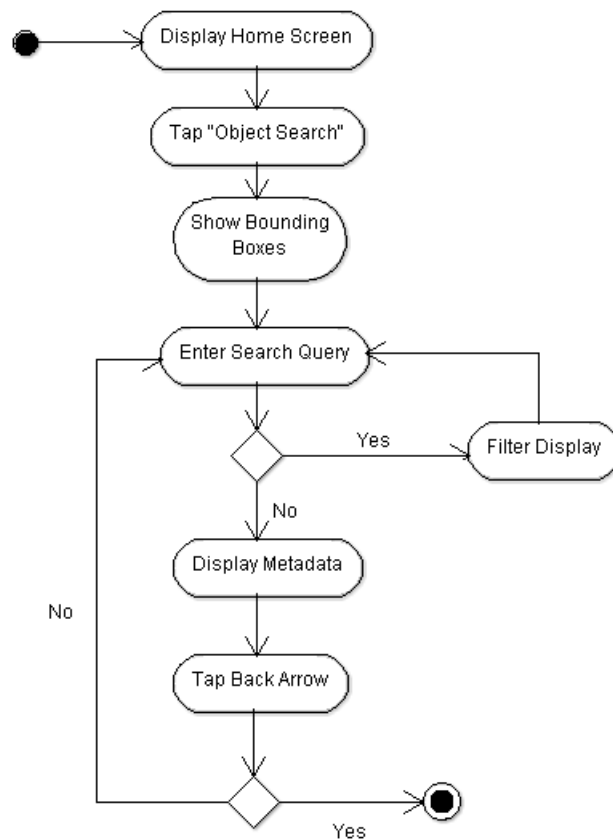 Display Home Screen
Tap "Object Search"
Show Bounding
Boxes
Enter Search Query
Yes
Filter Display
No
Display Metadata
No
Tap Back Arrow
Yes